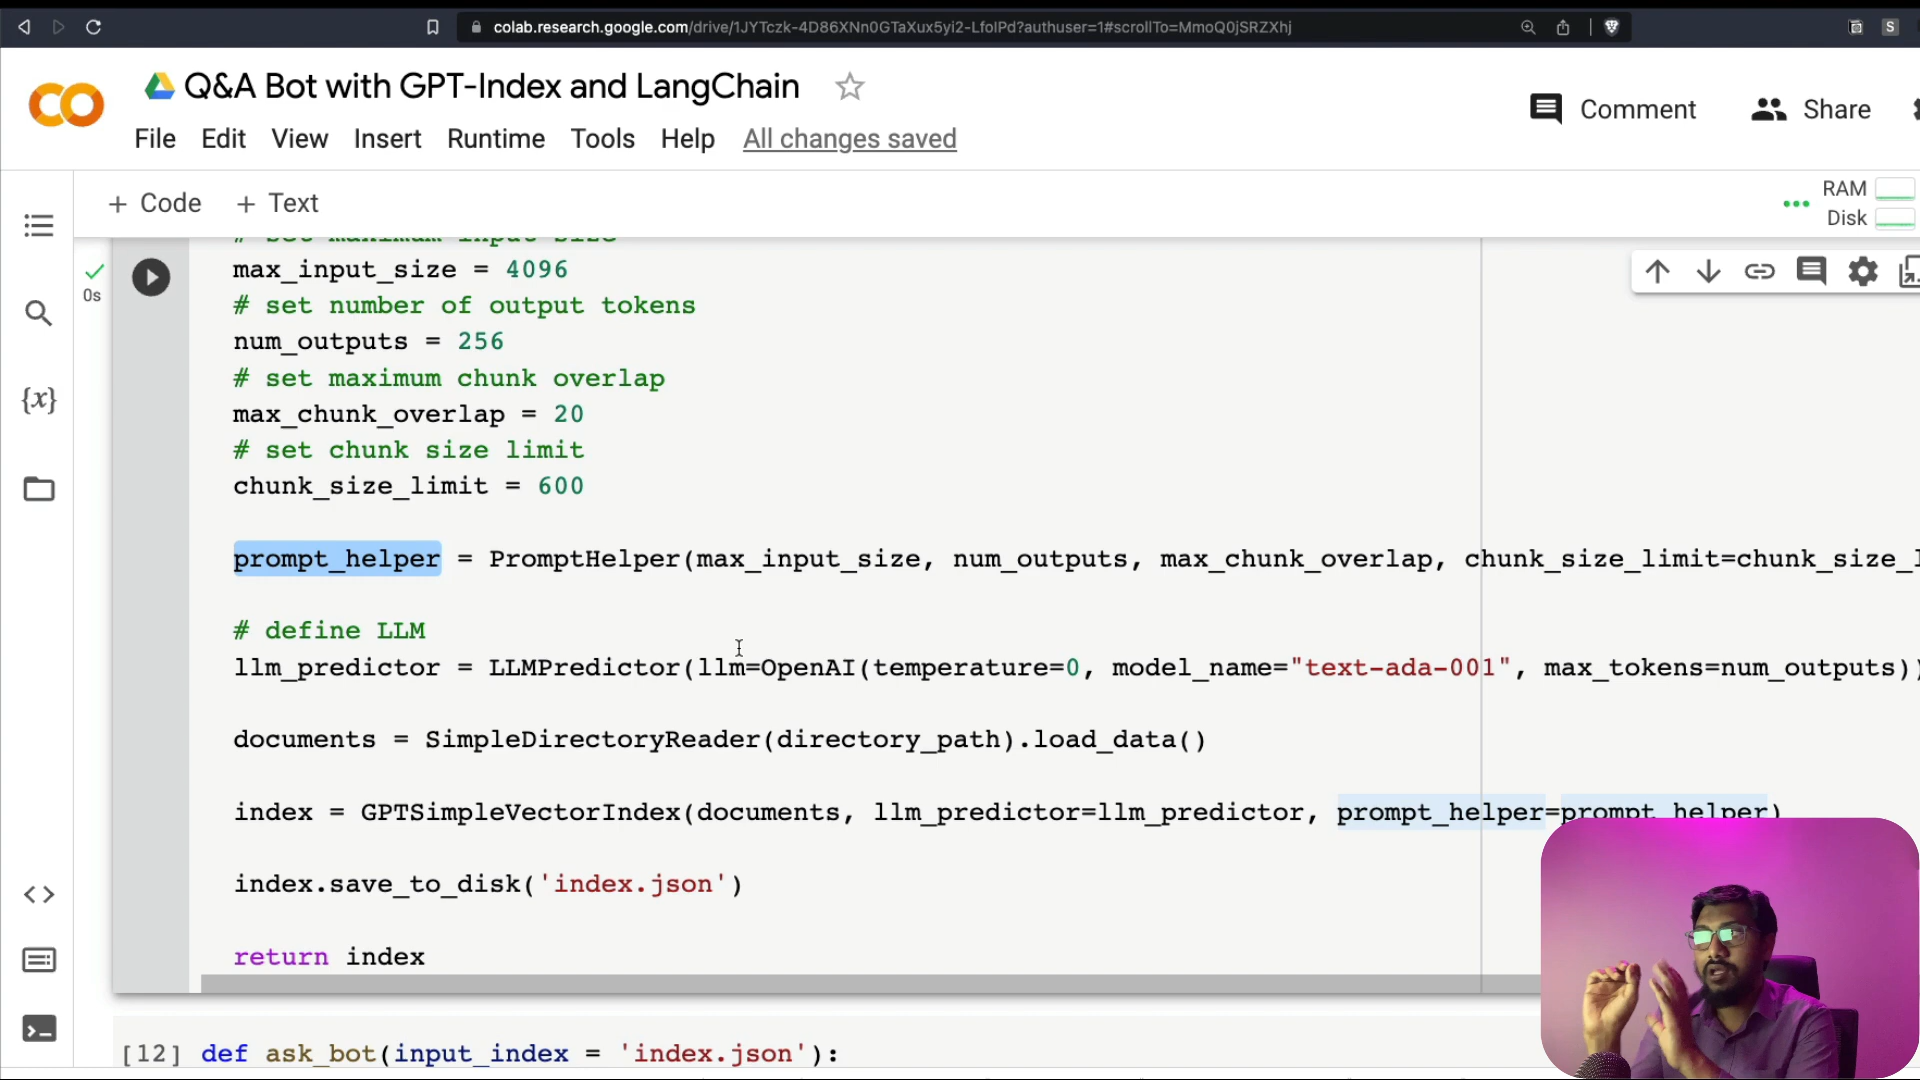 colab.research.google.com/drive/1JYTczk-4D86XNn0GTaXux5yi2-LfolPd?authuser=1#scrollTo=MmoQ0jSRZXhj
S
Q&A Bot with GPT-Index and LangChain
Comment
Share
File Edit View Insert Runtime Tools Help All changes saved
+ Code + Text
RAM
Disk
# set maximum input size
0s
max_input_size = 4096
# set number of output tokens
num_outputs = 256
# set maximum chunk overlap
{x}
max_chunk_overlap = 20
# set chunk size limit
chunk_size_limit = 600
prompt_helper = PromptHelper(max_input_size, num_outputs, max_chunk_overlap, chunk_size_limit=chunk_size_l
# define LLM
llm_predictor = LLMPredictor(llm=OpenAI(temperature=0, model_name="text-ada-001", max_tokens=num_outputs))
documents = SimpleDirectoryReader(directory_path).load_data()
index = GPTSimpleVectorIndex(documents, llm_predictor=llm_predictor, prompt_helper=prompt_helper)
index.save_to_disk('index.json')
return index
[12] def ask_bot(input_index = 'index.json'):